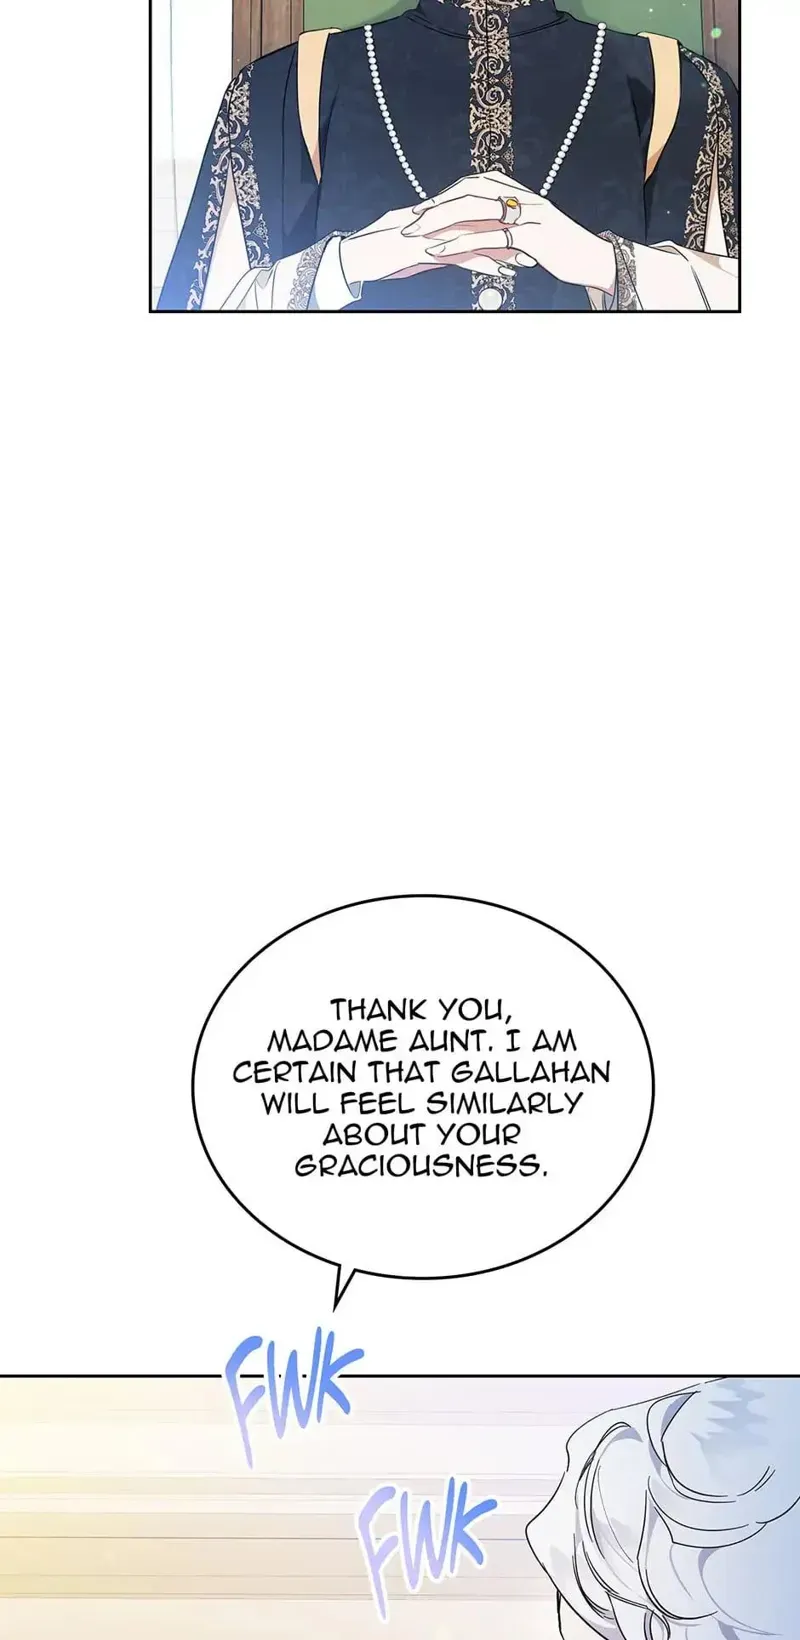 THANK YOU,
MADAME AUNT. I AM
CERTAIN THAT GALLAHAN
WILL FEEL SIMILARLY
ABOUT YOUR
GRACIOUSNESS.
FWK
FWK